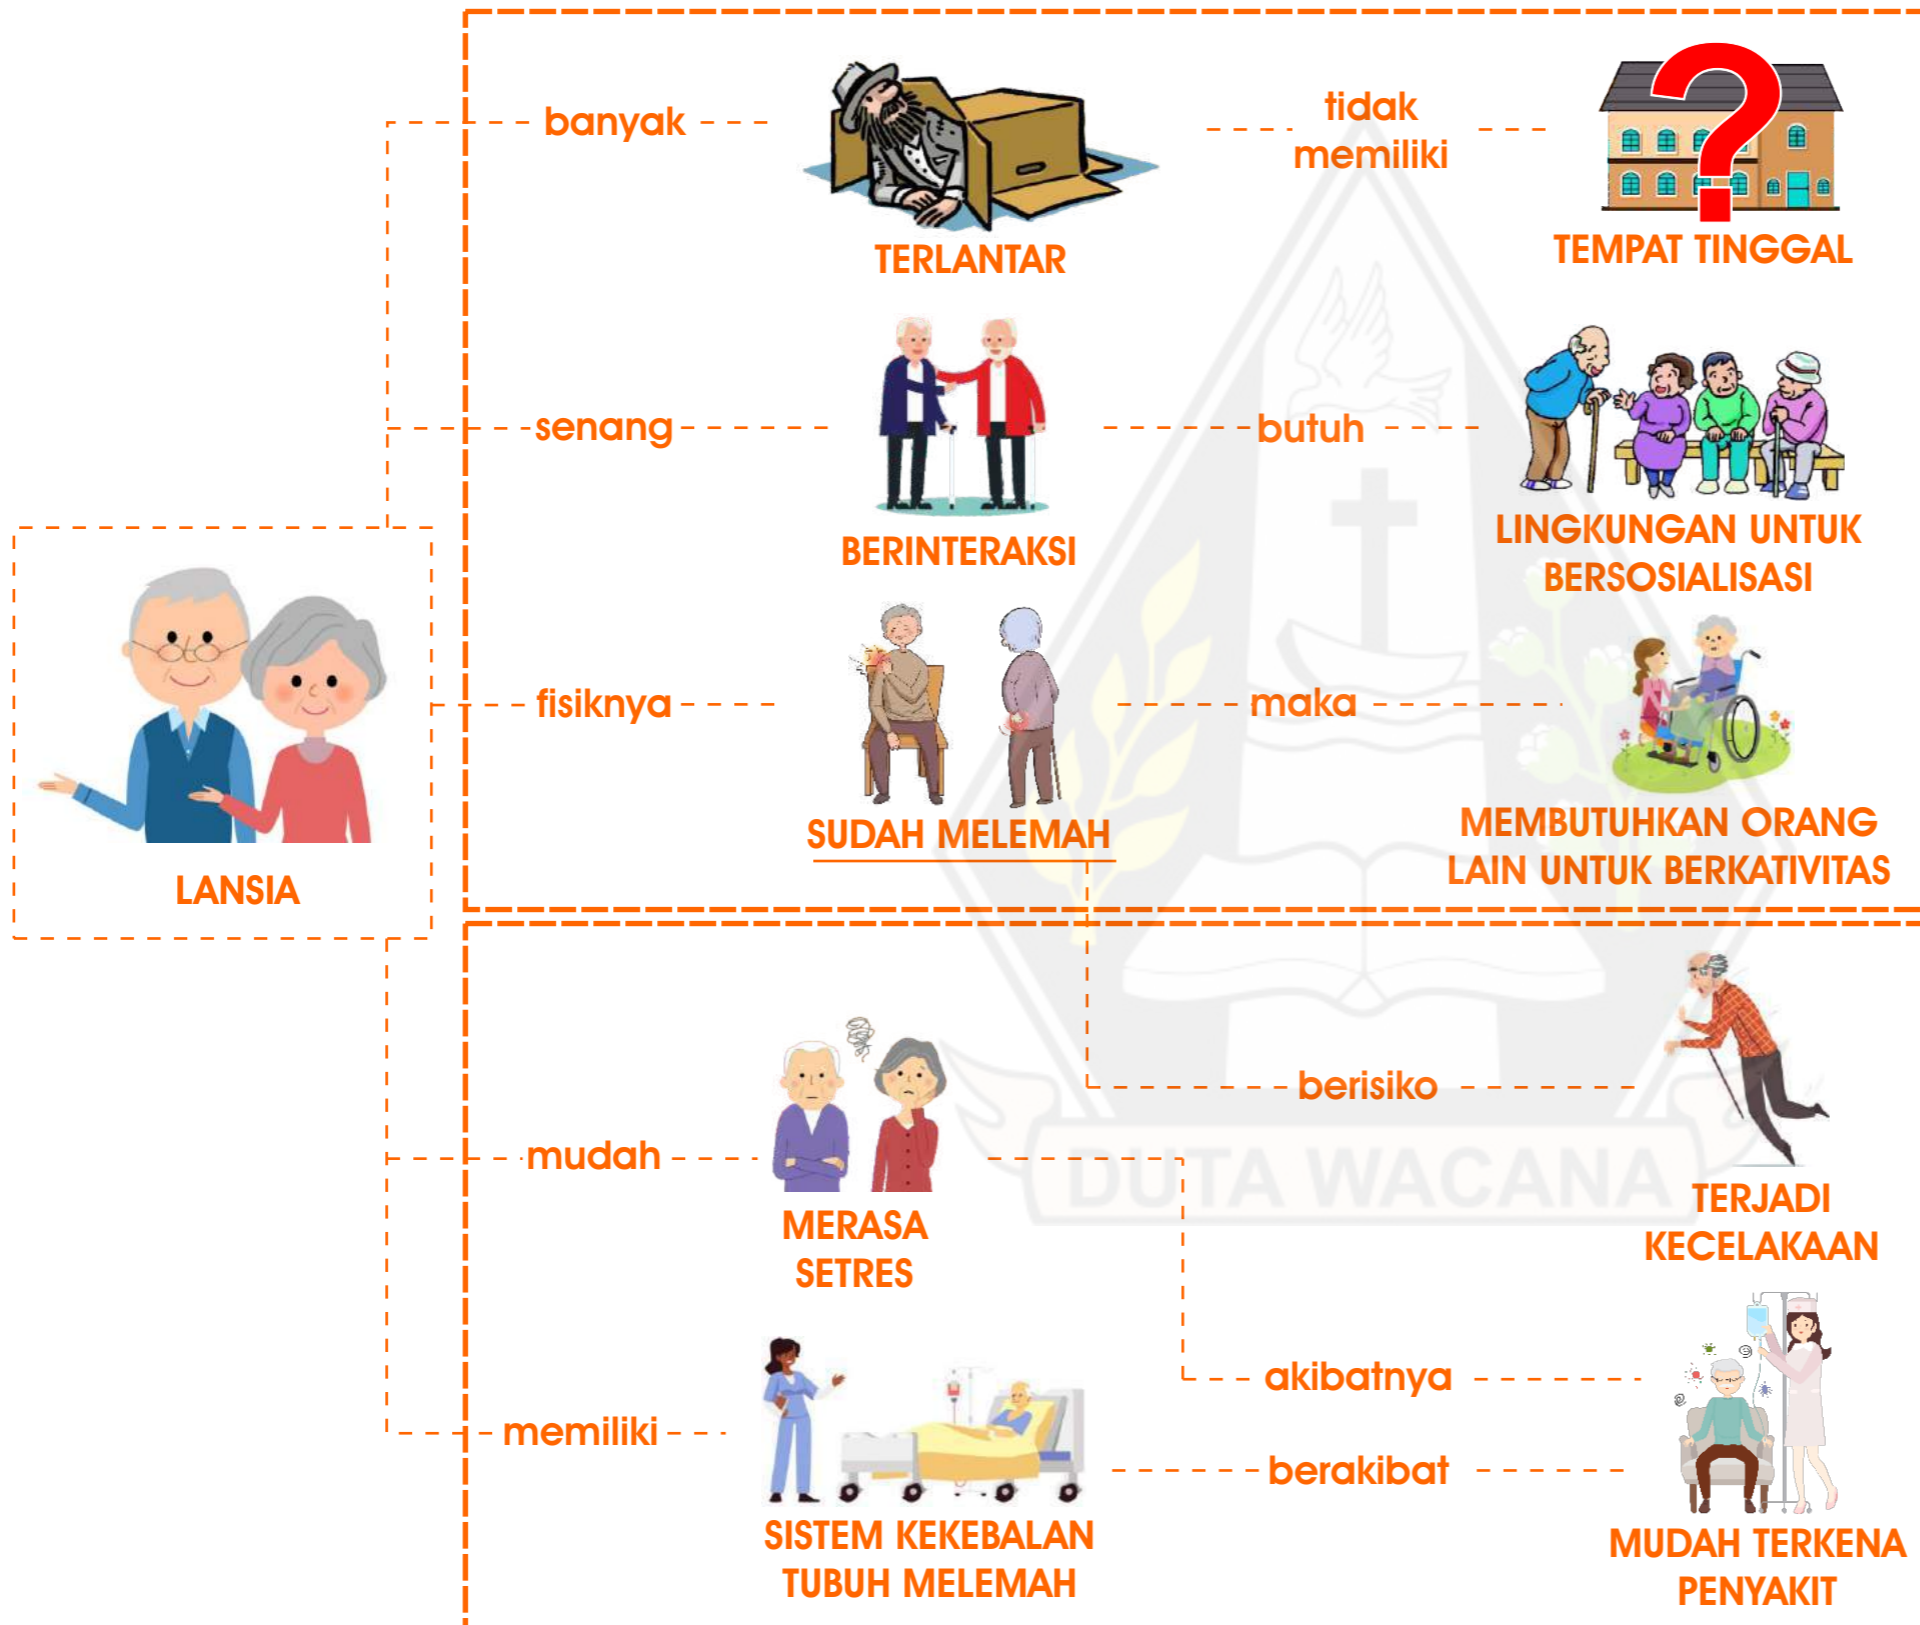 banyak
TERLANTAR
tidak
memiliki
TEMPAT TINGGAL
senang
BERINTERAKSI
butuh
LINGKUNGAN UNTUK
BERSOSIALISASI
LANSIA
fisiknya
SUDAH MELEMAH
maka
MEMBUTUHKAN ORANG
LAIN UNTUK BERKATIVITAS
berisiko
TERJADI
KECELAKAAN
mudah
MERASA
SETRES
akibatnya
memiliki
SISTEM KEKEBALAN
TUBUH MELEMAH
berakibat
MUDAH TERKENA
PENYAKIT
DUTA WACANA